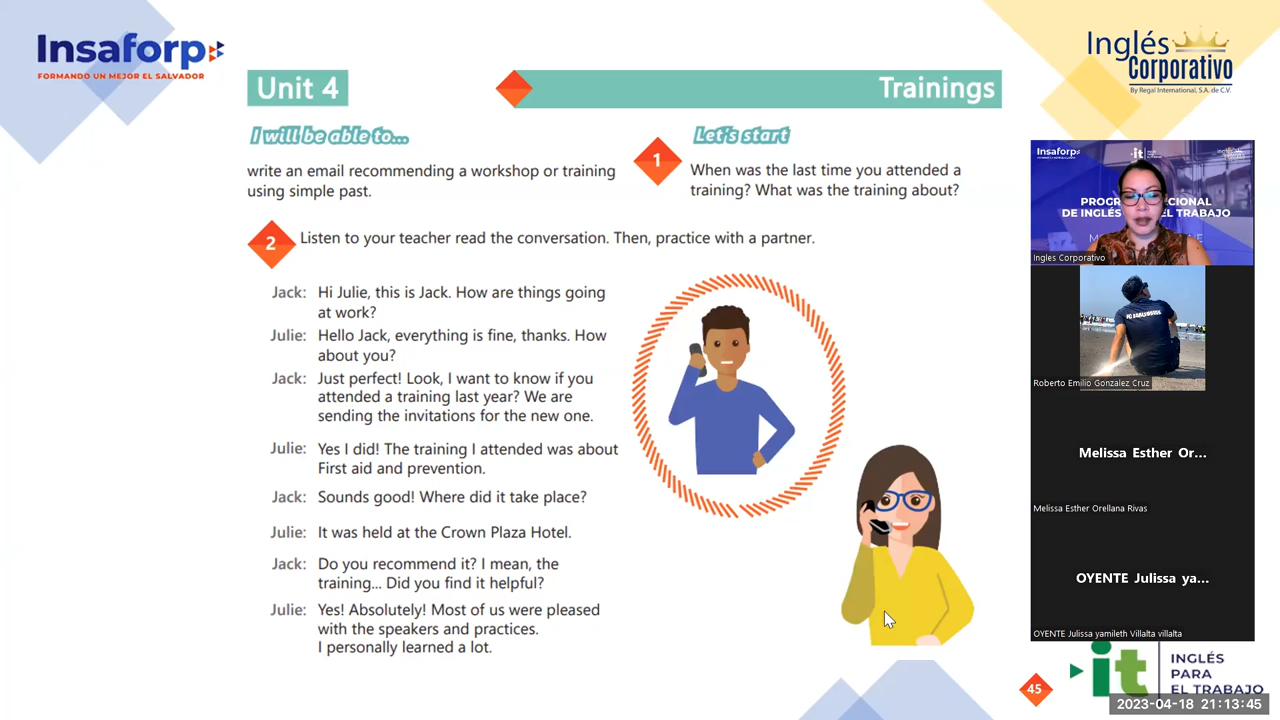 Insaforp
FORMANDO UN MEJOR EL SALVADOR
Inglés
Corporativo
By Regal International, S.A. de C.V.
Unit 4
Trainings
I will be able to...
write an email recommending a workshop or training
using simple past.
Let's start
1
When was the last time you attended a
training? What was the training about?
2
Listen to your teacher read the conversation. Then, practice with a partner.
Jack: Hi Julie, this is Jack. How are things going
at work?
Julie: Hello Jack, everything is fine, thanks. How
about you?
Jack: Just perfect! Look, I want to know if you
attended a training last year? We are
sending the invitations for the new one.
Julie: Yes I did! The training I attended was about
First aid and prevention.
Jack: Sounds good! Where did it take place?
Julie: It was held at the Crown Plaza Hotel.
Jack: Do you recommend it? I mean, the
training... Did you find it helpful?
Julie: Yes! Absolutely! Most of us were pleased
with the speakers and practices.
I personally learned a lot.
Insaforp
it
Ingles Corporativo
Roberto Emilio Gonzalez Cruz
Melissa Esther Or...
Melissa Esther Orellana Rivas
OYENTE Julissa ya...
OYENTE Julissa yamileth Villalta villalta
45
it
INGLÉS
PARA
EL TRABAJO
2023-04-18 21:13:45